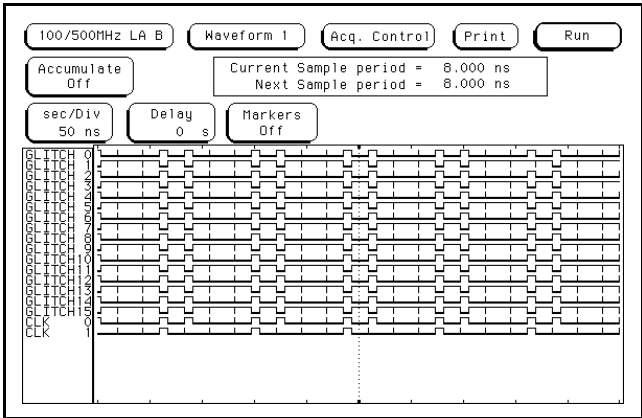 100/500MHz LA B Waveform 1 Acq. Control Print Run
Accumulate
Off
Current Sample period = 8.000 ns
Next Sample period = 8.000 ns
sec/Div
50 ns
Delay
0 s
Markers
Off
GLITCH 0
GLITCH 1
GLITCH 2
GLITCH 3
GLITCH 4
GLITCH 5
GLITCH 6
GLITCH 7
GLITCH 8
GLITCH 9
GLITCH10
GLITCH11
GLITCH12
GLITCH13
GLITCH14
GLITCH15
CLK 0
CLK 1